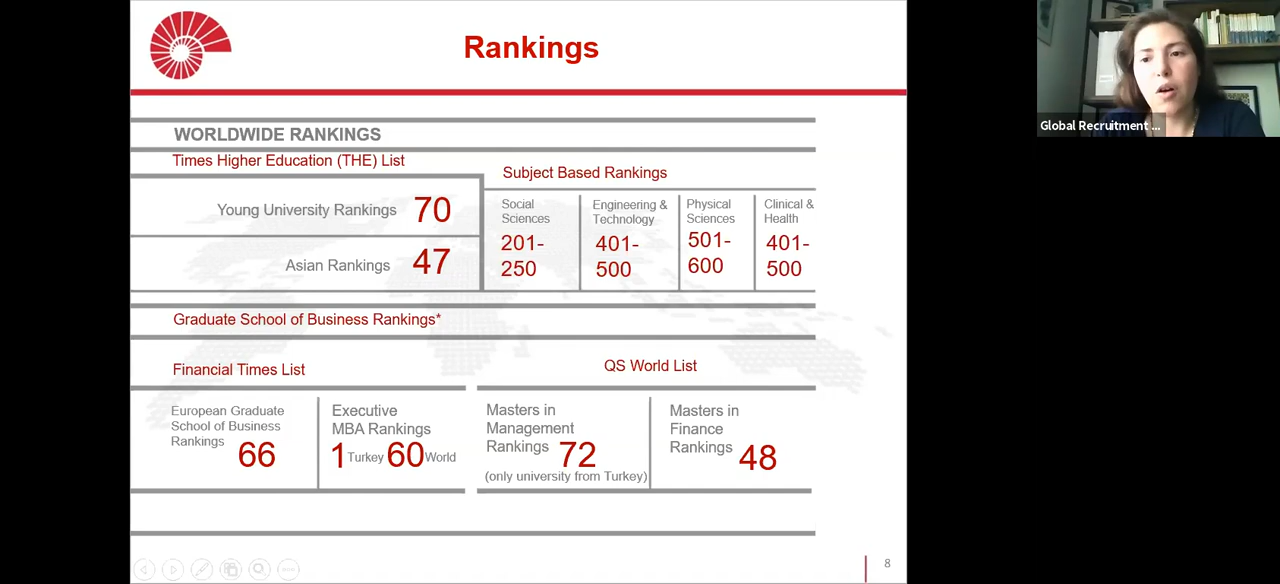 Rankings
WORLDWIDE RANKINGS
Times Higher Education (THE) List
Young University Rankings 70
Asian Rankings 47
Subject Based Rankings
Social
Sciences
201-
250
Engineering &
Technology
401-
500
Physical
Sciences
501-
600
Clinical &
Health
401-
500
Graduate School of Business Rankings*
Financial Times List
European Graduate
School of Business
Rankings 66
Executive
MBA Rankings
1 Turkey 60 World
QS World List
Masters in
Management
Rankings 72
(only university from Turkey)
Masters in
Finance
Rankings 48
8
Global Recruitment ...